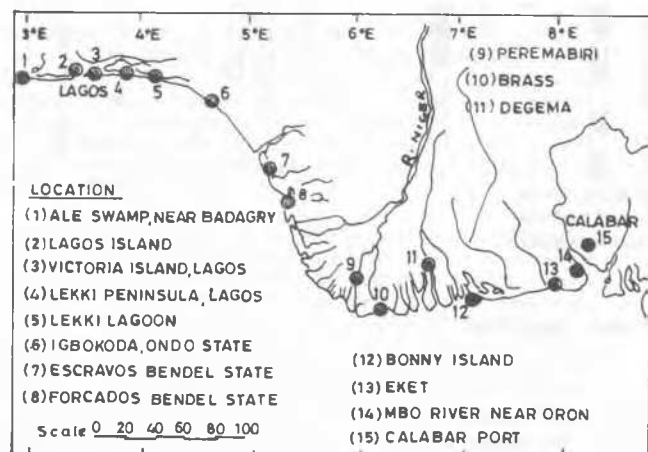 3°E 4°E 5°E 6°E 7°E 8°E
1 2 3 4 5 6
LAGOS
7
8
R. NIGER
(9) PEREMABIRI
(10) BRASS
(11) DEGEMA
CALABAR
15
14
13
12
11
10
9
LOCATION
(1) ALE SWAMP, NEAR BADAGRY
(2) LAGOS ISLAND
(3) VICTORIA ISLAND, LAGOS
(4) LEKKI PENINSULA, LAGOS
(5) LEKKI LAGOON
(6) IGBOKODA, ONDO STATE
(7) ESCRAVOS BENDEL STATE
(8) FORCADOS BENDEL STATE
(12) BONNY ISLAND
(13) EKET
(14) MBO RIVER NEAR ORON
(15) CALABAR PORT
Scale 0 20 40 60 80 100